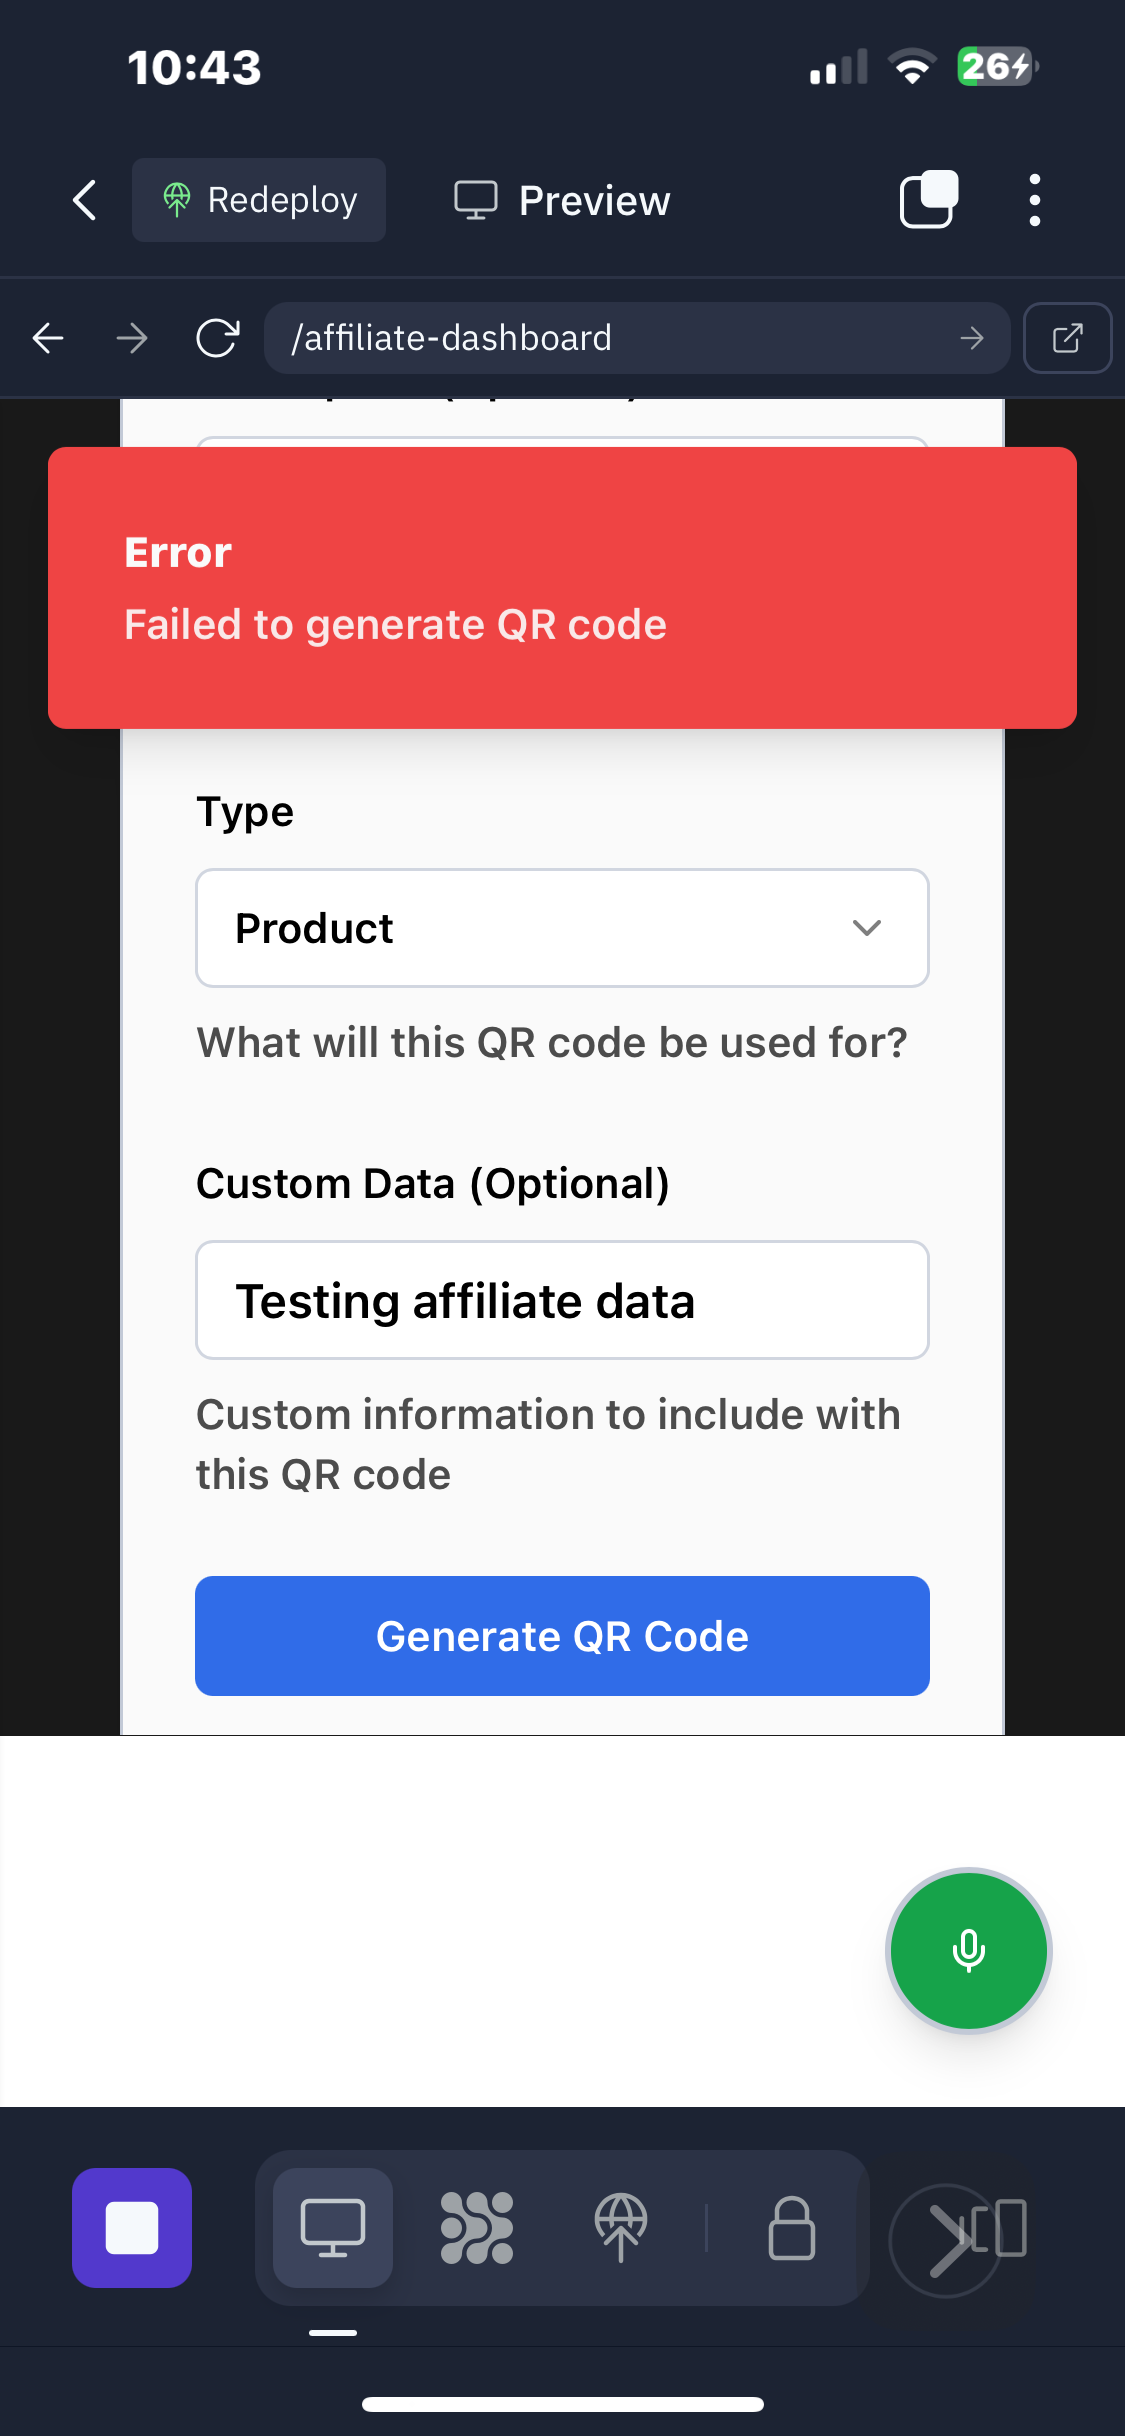 10:43
26
Redeploy
Preview
/affiliate-dashboard
Error
Failed to generate QR code
Type
Product
What will this QR code be used for?
Custom Data (Optional)
Testing affiliate data
Custom information to include with
this QR code
Generate QR Code